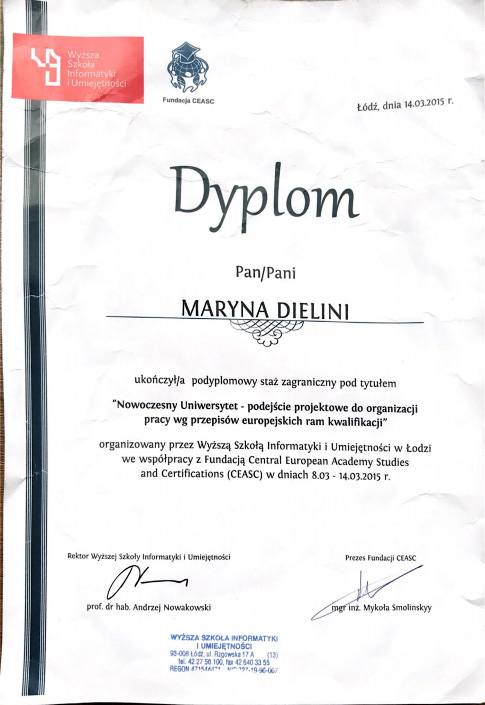 Wyższa
Szkoła
Informatyki
i Umiejętności
Fundacja CEASC
Łódź, dnia 14.03.2015 r.
Dyplom
Pan/Pani
MARYNA DIELINI
ukończył/a podyplomowy staż zagraniczny pod tytułem
"Nowoczesny Uniwersytet - podejście projektowe do organizacji
pracy wg przepisów europejskich ram kwalifikacji"
organizowany przez Wyższą Szkołą Informatyki i Umiejętności w Łodzi
we współpracy z Fundacją Central European Academy Studies
and Certifications (CEASC) w dniach 8.03 - 14.03.2015 r.
Rektor Wyższej Szkoły Informatyki i Umiejętności
Prezes Fundacji CEASC
prof. dr hab. Andrzej Nowakowski
mgr inż. Mykoła Smolinskyy
WYŻSZA SZKOŁA INFORMATYKI
I UMIEJĘTNOŚCI
93-008 Łódź, ul. Rzgowska 17 A (13)
tel. 42 27 50 100, fax 42 640 33 55
REGON